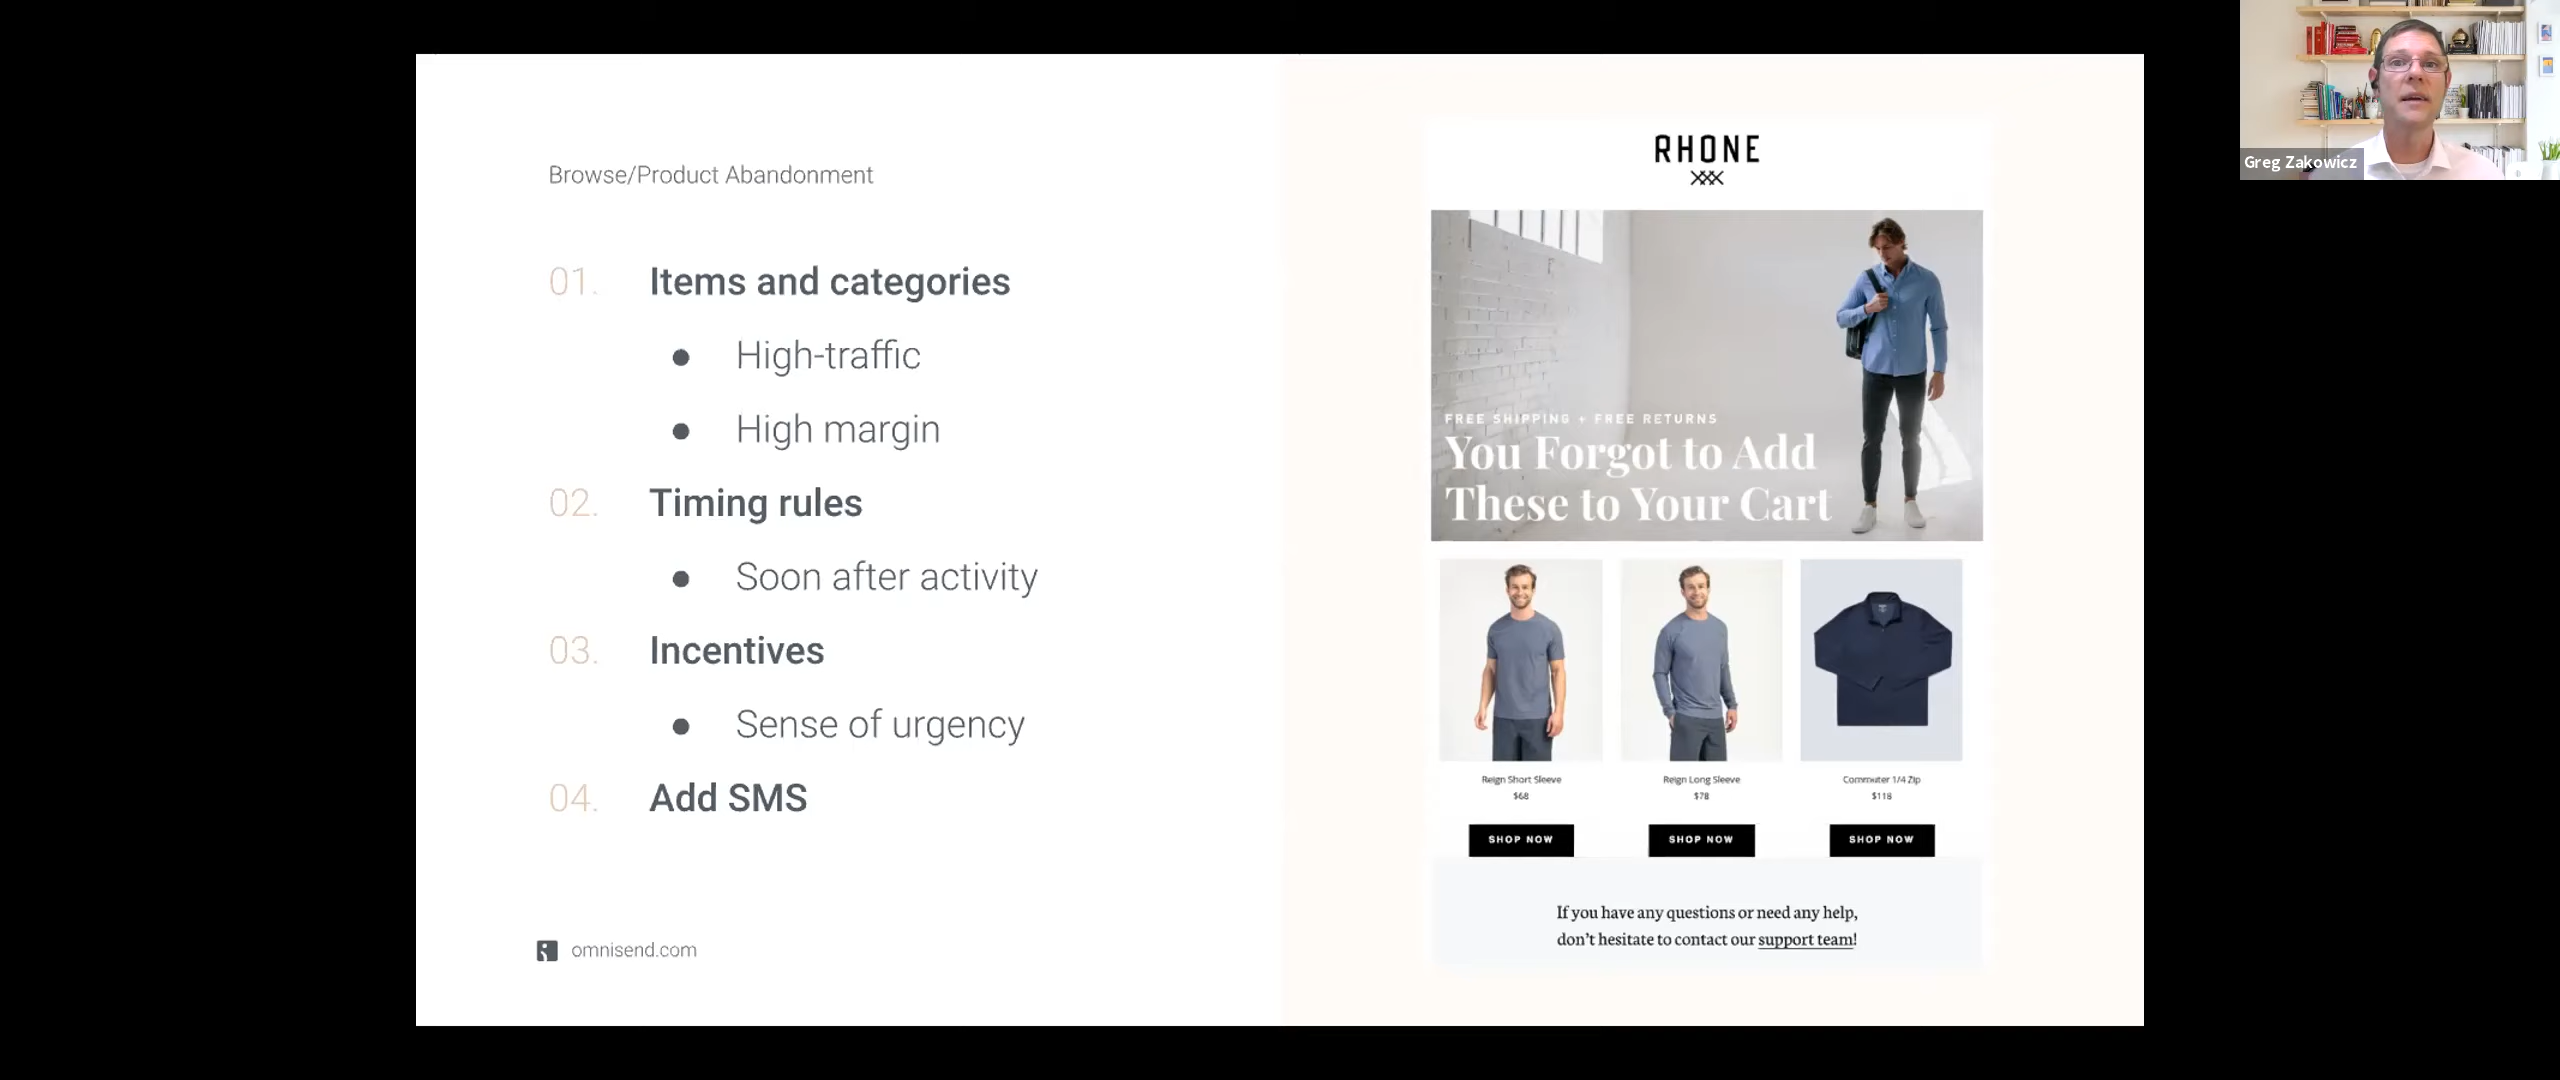 Browse/Product Abandonment
01. Items and categories
● High-traffic
● High margin
02. Timing rules
● Soon after activity
03. Incentives
● Sense of urgency
04. Add SMS
omnisend.com
RHONE
FREE SHIPPING + FREE RETURNS
You Forgot to Add
These to Your Cart
Reign Short Sleeve
$68
SHOP NOW
Reign Long Sleeve
$78
SHOP NOW
Commuter 1/4 Zip
$118
SHOP NOW
If you have any questions or need any help,
don't hesitate to contact our support team!
Greg Zakowicz